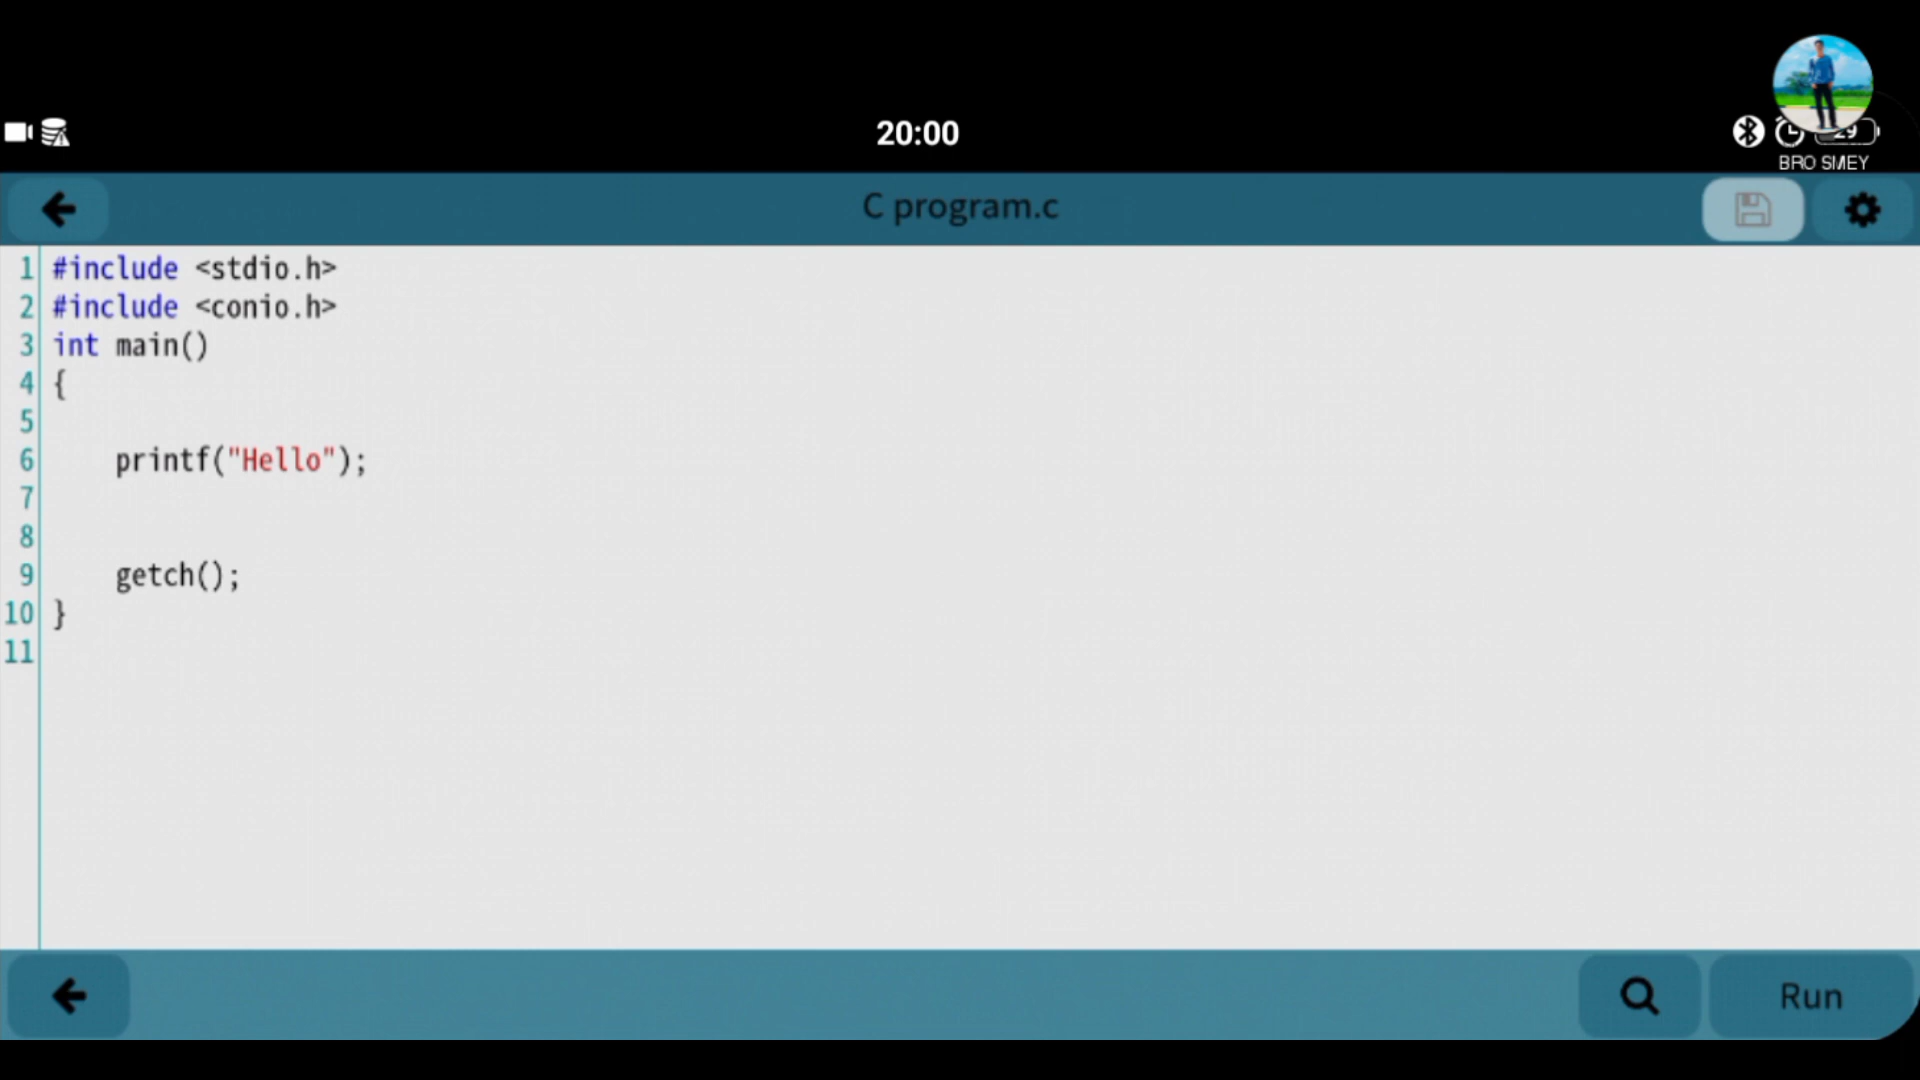 20:00
29
BRO SMEY
C program.c
1 #include <stdio.h>
2 #include <conio.h>
3 int main()
4 {
5
6     printf("Hello");
7
8
9     getch();
10 }
11
Run